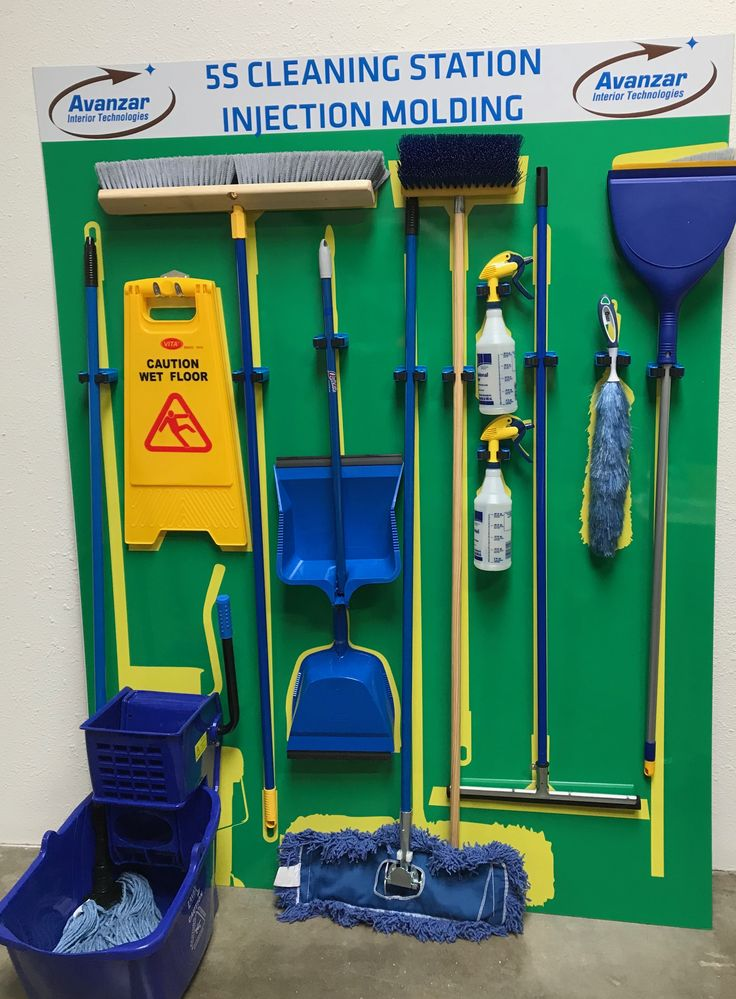 Avanzar
Interior Technologies
5S CLEANING STATION
INJECTION MOLDING
Avanzar
Interior Technologies
VITA
CAUTION
WET FLOOR